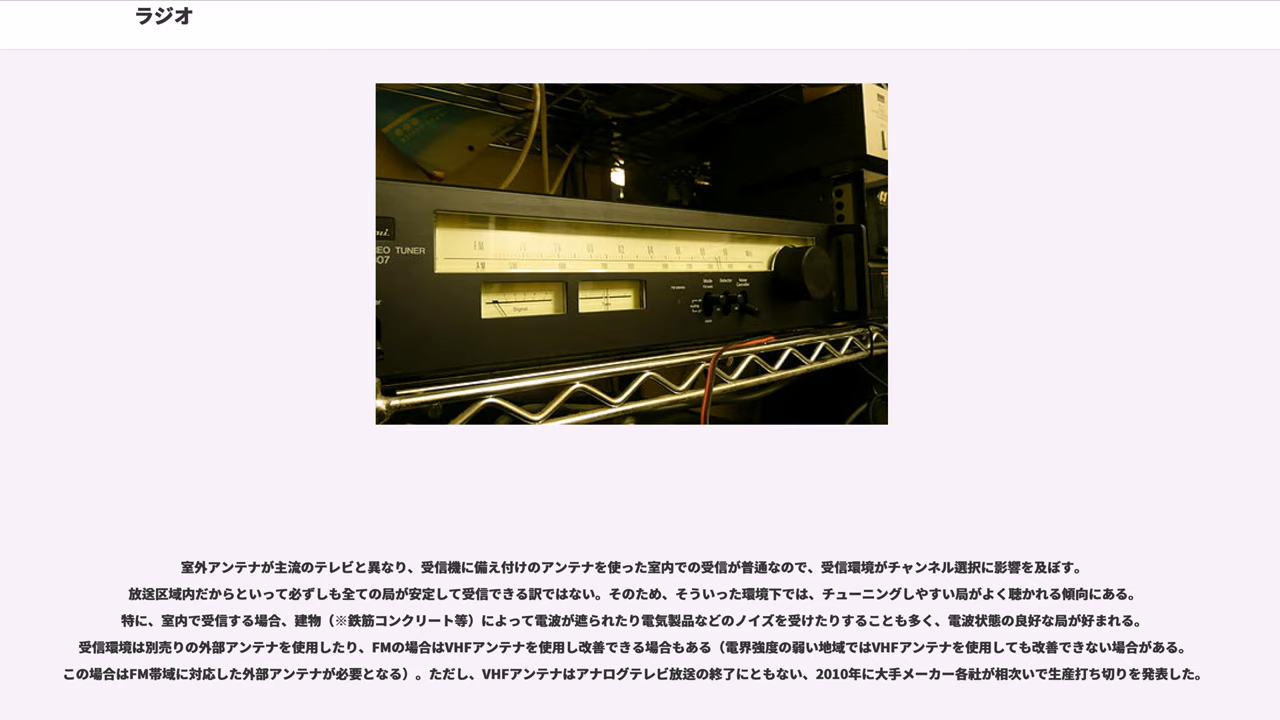 ラジオ
EO TUNER
607
FM
AM
Signal
Tune
Mode
Selector
室外アンテナが主流のテレビと異なり、受信機に備え付けのアンテナを使った室内での受信が普通なので、受信環境がチャンネル選択に影響を及ぼす。
放送区域内だからといって必ずしも全ての局が安定して受信できる訳ではない。そのため、そういった環境下では、チューニングしやすい局がよく聴かれる傾向にある。
特に、室内で受信する場合、建物（※鉄筋コンクリート等）によって電波が遮られたり電気製品などのノイズを受けたりすることも多く、電波状態の良好な局が好まれる。
受信環境は別売りの外部アンテナを使用したり、FMの場合はVHFアンテナを使用し改善できる場合もある（電界強度の弱い地域ではVHFアンテナを使用しても改善できない場合がある。
この場合はFM帯域に対応した外部アンテナが必要となる）。ただし、VHFアンテナはアナログテレビ放送の終了にともない、2010年に大手メーカー各社が相次いで生産打ち切りを発表した。